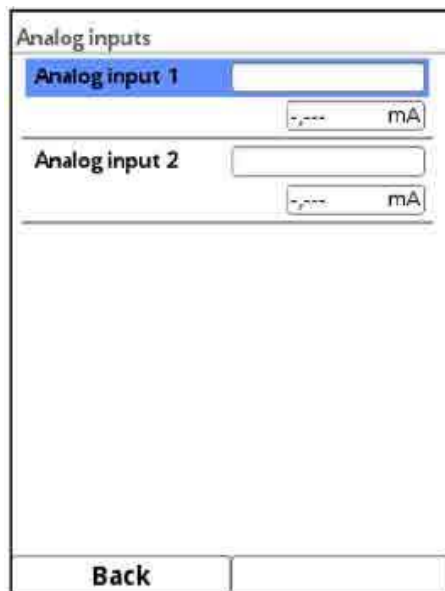 Analog inputs
Analog input 1
-,--- mA
Analog input 2
-,--- mA
Back